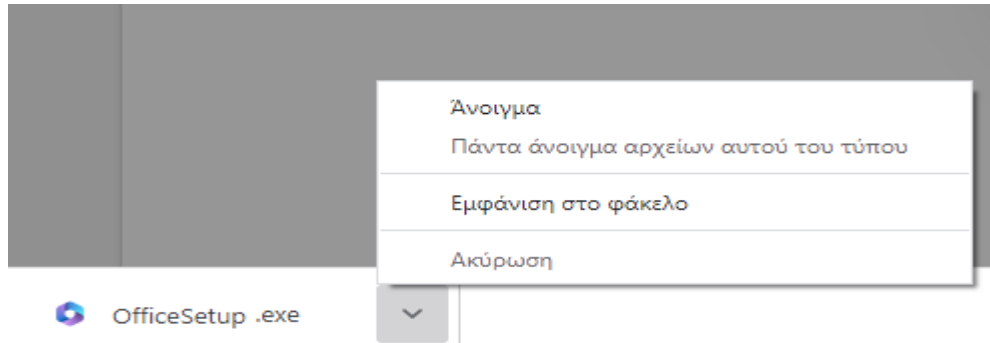 Άνοιγμα
Πάντα άνοιγμα αρχείων αυτού του τύπου
Εμφάνιση στο φάκελο
Ακύρωση
OfficeSetup .exe